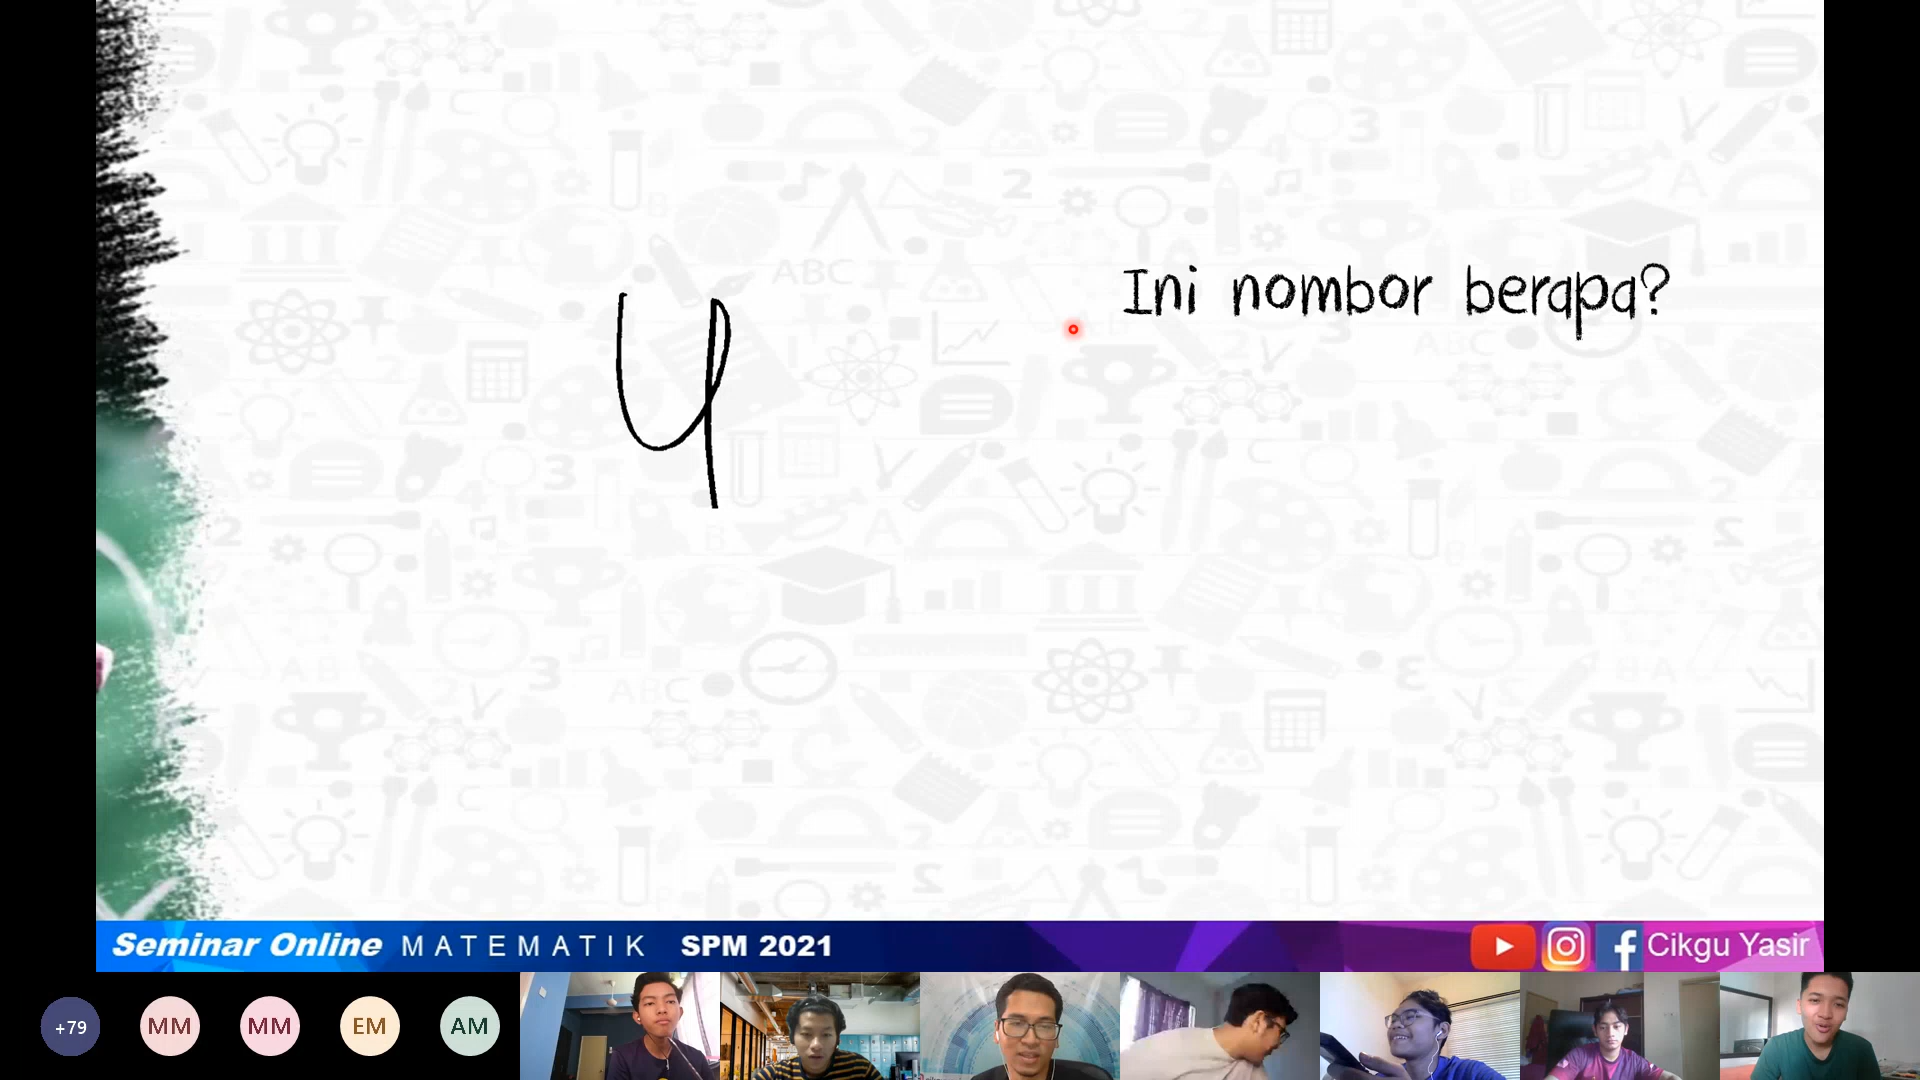 4
Ini nombor berapa?
Seminar Online MATEMATIK SPM 2021
Cikgu Yasir
+79 MM MM EM AM